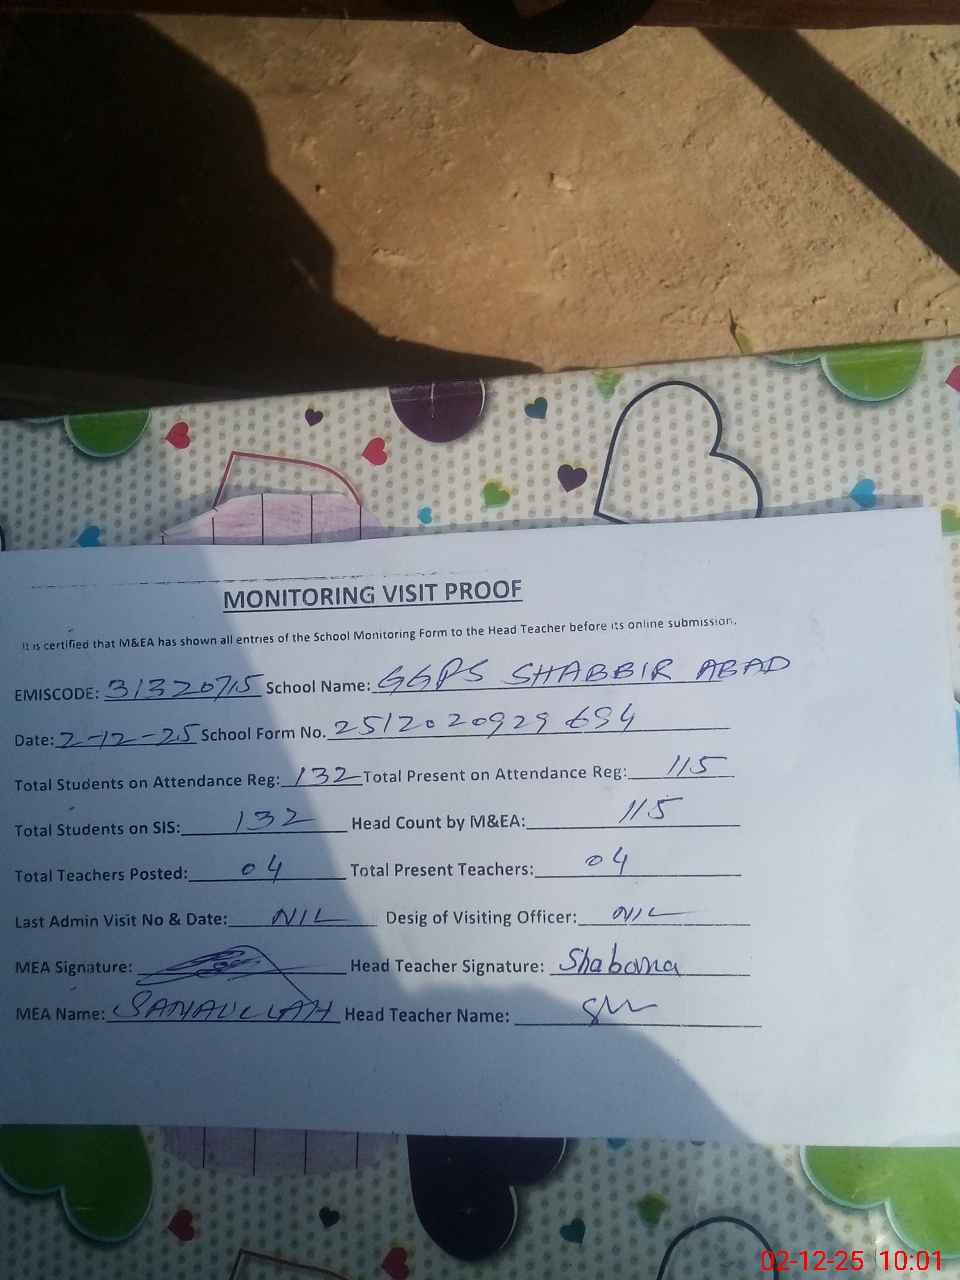 MONITORING VISIT PROOF
It is certified that M&EA has shown all entries of the School Monitoring Form to the Head Teacher before its online submission.
EMISCODE: 31320715 School Name: GGPS SHABBIR ABAD
Date: 2-12-25 School Form No. 2512020929694
Total Students on Attendance Reg: 132 Total Present on Attendance Reg: 115
Total Students on SIS: 132 Head Count by M&EA: 115
Total Teachers Posted: 04 Total Present Teachers: 04
Last Admin Visit No & Date: NIL Desig of Visiting Officer: NIL
MEA Signature: Head Teacher Signature: Shabana
MEA Name: SANAULLAH Head Teacher Name:
02-12-25 10:01